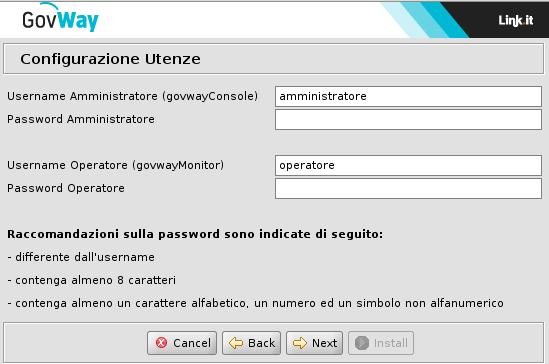 GovWay
Link.it
Configurazione Utenze
Username Amministratore (govwayConsole) amministratore
Password Amministratore
Username Operatore (govwayMonitor) operatore
Password Operatore
Raccomandazioni sulla password sono indicate di seguito:
- differente dall'username
- contenga almeno 8 caratteri
- contenga almeno un carattere alfabetico, un numero ed un simbolo non alfanumerico
Cancel Back Next Install